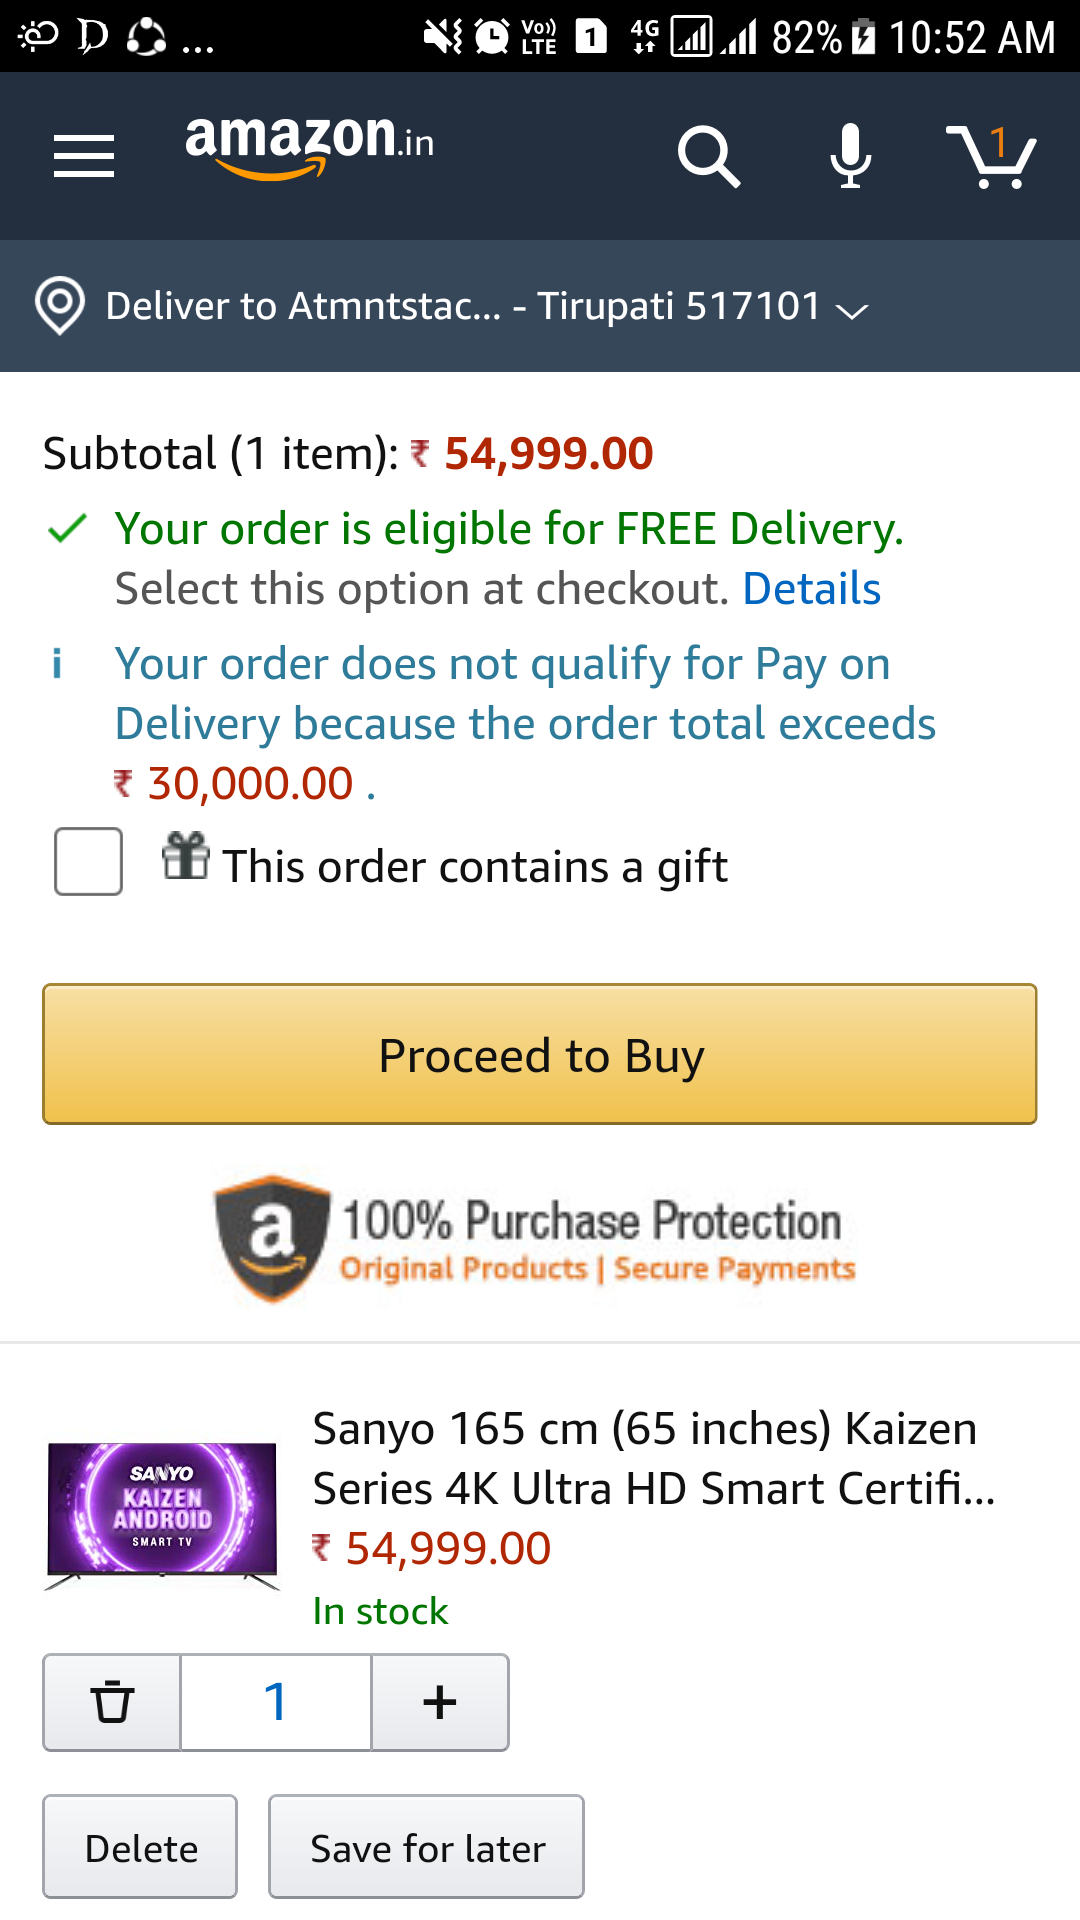 D ... Vo)) LTE 1 4G 82% 10:52 AM
amazon.in 1
Deliver to Atmntstac... - Tirupati 517101
Subtotal (1 item): ₹ 54,999.00
Your order is eligible for FREE Delivery.
Select this option at checkout. Details
i Your order does not qualify for Pay on
Delivery because the order total exceeds
₹ 30,000.00 .
This order contains a gift
Proceed to Buy
a 100% Purchase Protection
Original Products | Secure Payments
Sanyo 165 cm (65 inches) Kaizen
Series 4K Ultra HD Smart Certifi...
₹ 54,999.00
In stock
SANYO
KAIZEN
ANDROID
SMART TV
1 +
Delete Save for later